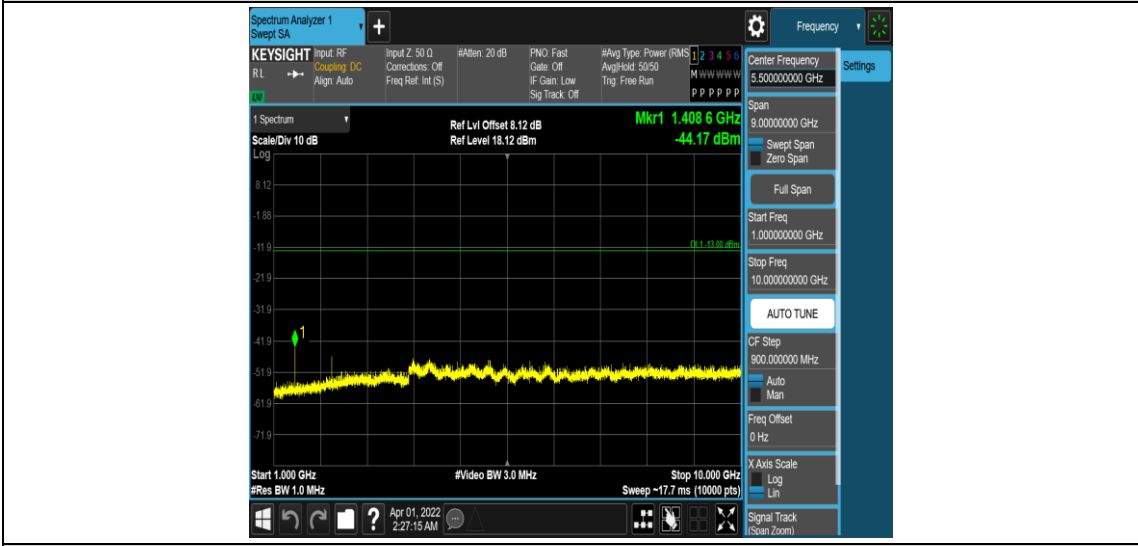 Spectrum Analyzer 1
Swept SA
+
Frequency
KEYSIGHT
RL
Input: RF
Coupling: DC
Align: Auto
Input Z: 50 Ω
Corrections: Off
Freq Ref: Int (S)
#Atten: 20 dB
PNO: Fast
Gate: Off
IF Gain: Low
Sig Track: Off
#Avg Type: Power (RMS
Avg|Hold: 50/50
Trig: Free Run
1 2 3 4 5 6
M W W W W W
P P P P P P
Settings
1 Spectrum
Scale/Div 10 dB
Ref Lvl Offset 8.12 dB
Ref Level 18.12 dBm
Mkr1 1.408 6 GHz
-44.17 dBm
Log
8.12
-1.88
-11.9
DL1 -13.00 dBm
-21.9
-31.9
-41.9
1
-51.9
-61.9
-71.9
Start 1.000 GHz
#Res BW 1.0 MHz
#Video BW 3.0 MHz
Stop 10.000 GHz
Sweep ~17.7 ms (10000 pts)
Center Frequency
5.500000000 GHz
Span
9.00000000 GHz
Swept Span
Zero Span
Full Span
Start Freq
1.000000000 GHz
Stop Freq
10.000000000 GHz
AUTO TUNE
CF Step
900.000000 MHz
Auto
Man
Freq Offset
0 Hz
X Axis Scale
Log
Lin
Signal Track
(Span Zoom)
?
Apr 01, 2022
2:27:15 AM